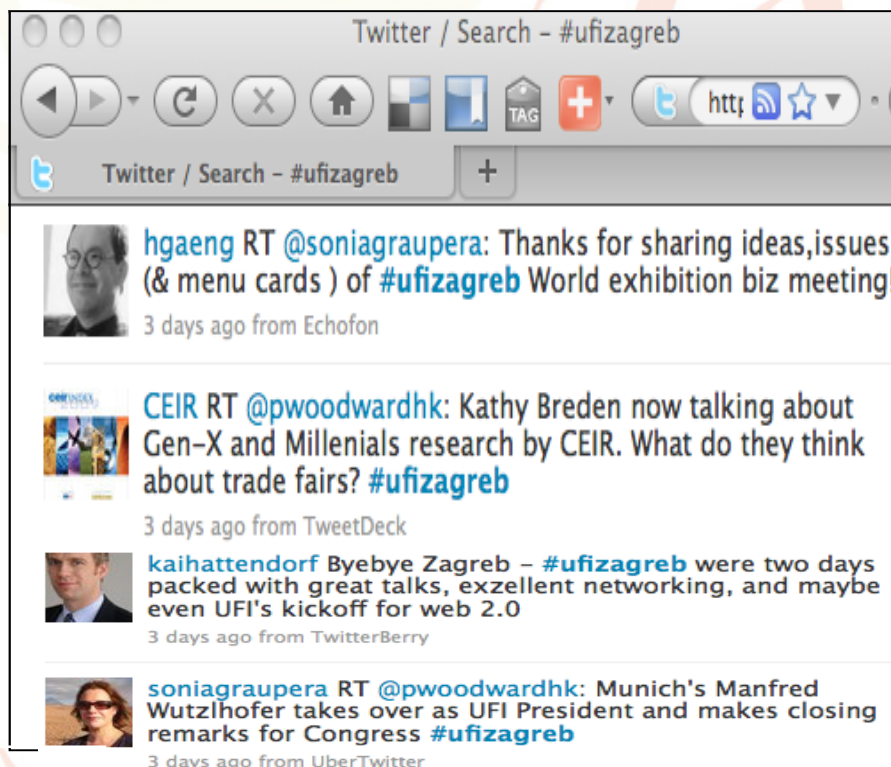 Twitter / Search – #ufizagreb
TAG
http
Twitter / Search – #ufizagreb
+
hgaeng RT @soniagraupera: Thanks for sharing ideas,issues
(& menu cards ) of #ufizagreb World exhibition biz meeting!
3 days ago from Echofon
CEIR RT @pwoodwardhk: Kathy Breden now talking about
Gen-X and Millenials research by CEIR. What do they think
about trade fairs? #ufizagreb
3 days ago from TweetDeck
kaihattendorf Byebye Zagreb – #ufizagreb were two days
packed with great talks, exzellent networking, and maybe
even UFI's kickoff for web 2.0
3 days ago from TwitterBerry
soniagraupera RT @pwoodwardhk: Munich's Manfred
Wutzlhofer takes over as UFI President and makes closing
remarks for Congress #ufizagreb
3 days ago from UberTwitter